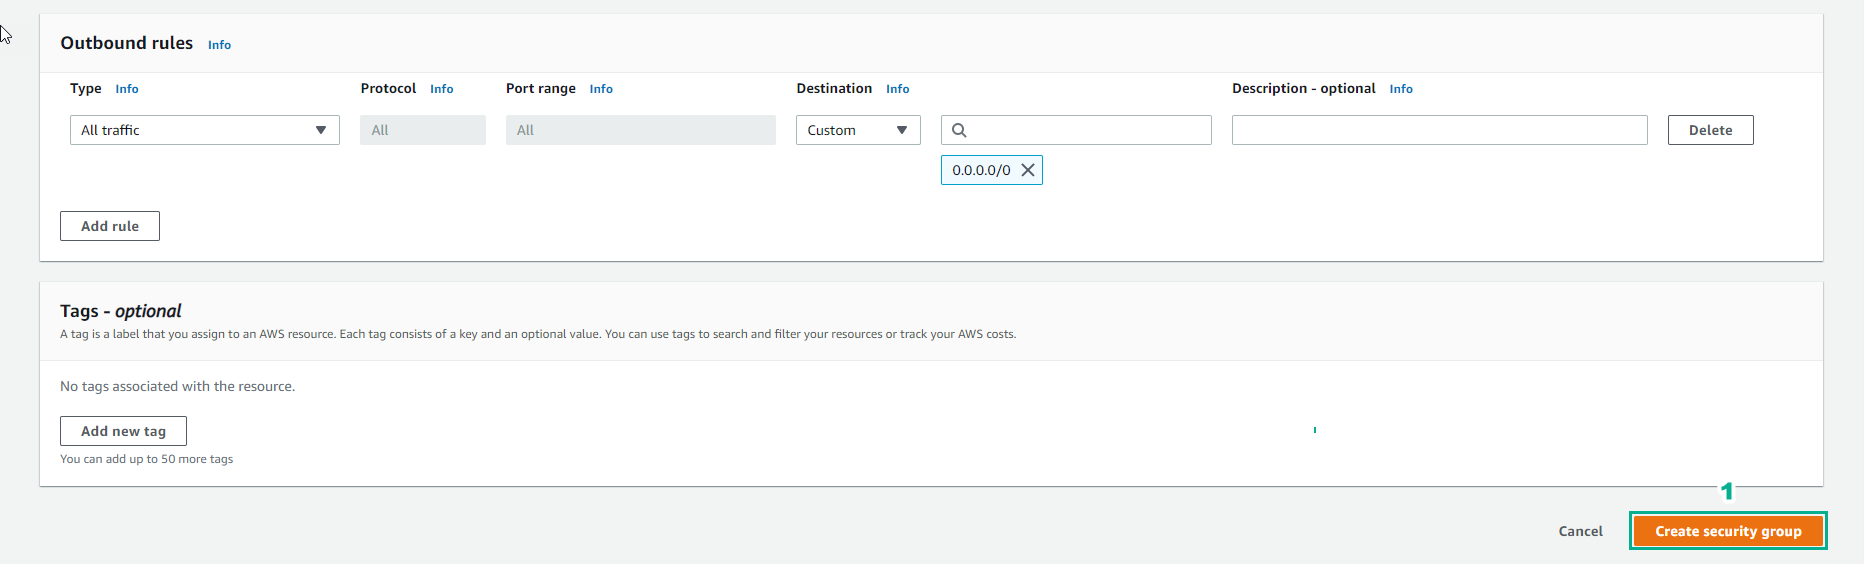 Outbound rules Info
Type Info Protocol Info Port range Info Destination Info Description - optional Info
All traffic All All Custom Delete
0.0.0.0/0
Add rule
Tags - optional
A tag is a label that you assign to an AWS resource. Each tag consists of a key and an optional value. You can use tags to search and filter your resources or track your AWS costs.
No tags associated with the resource.
Add new tag
You can add up to 50 more tags
1
Cancel Create security group